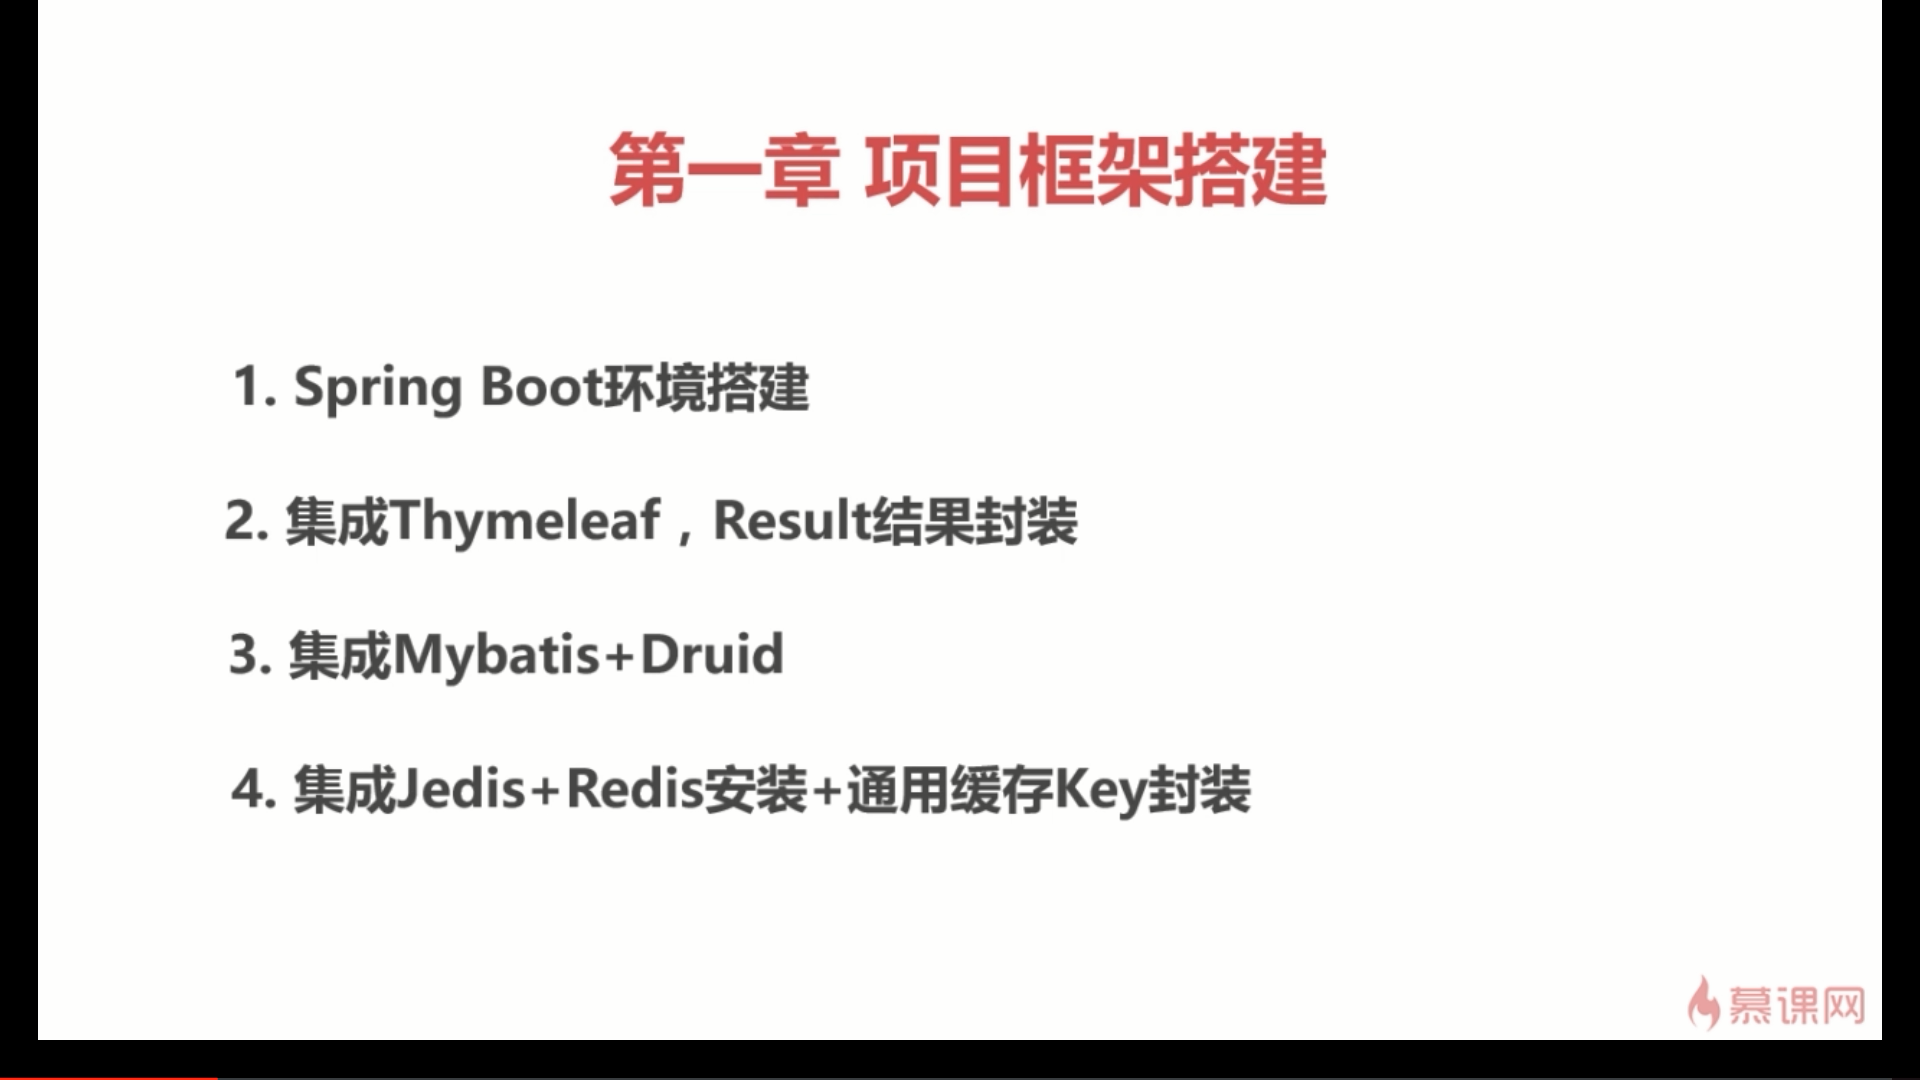 第一章 项目框架搭建
1. Spring Boot环境搭建
2. 集成Thymeleaf，Result结果封装
3. 集成Mybatis+Druid
4. 集成Jedis+Redis安装+通用缓存Key封装
慕课网